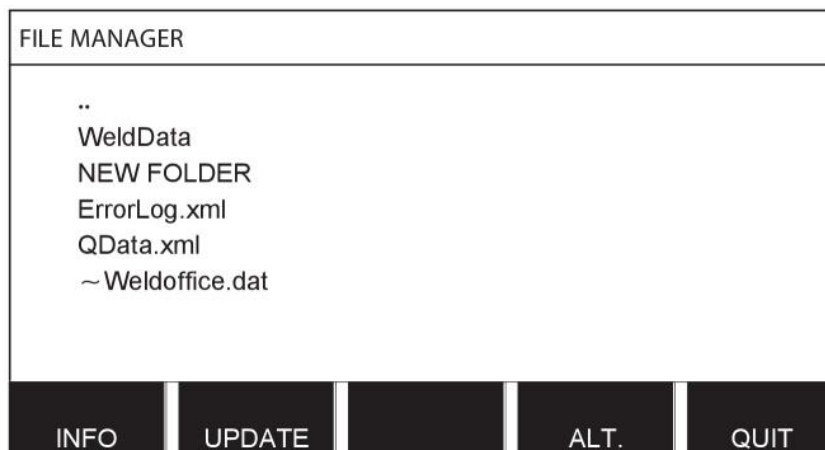 FILE MANAGER
..
WeldData
NEW FOLDER
ErrorLog.xml
QData.xml
~Weldoffice.dat
INFO UPDATE ALT. QUIT